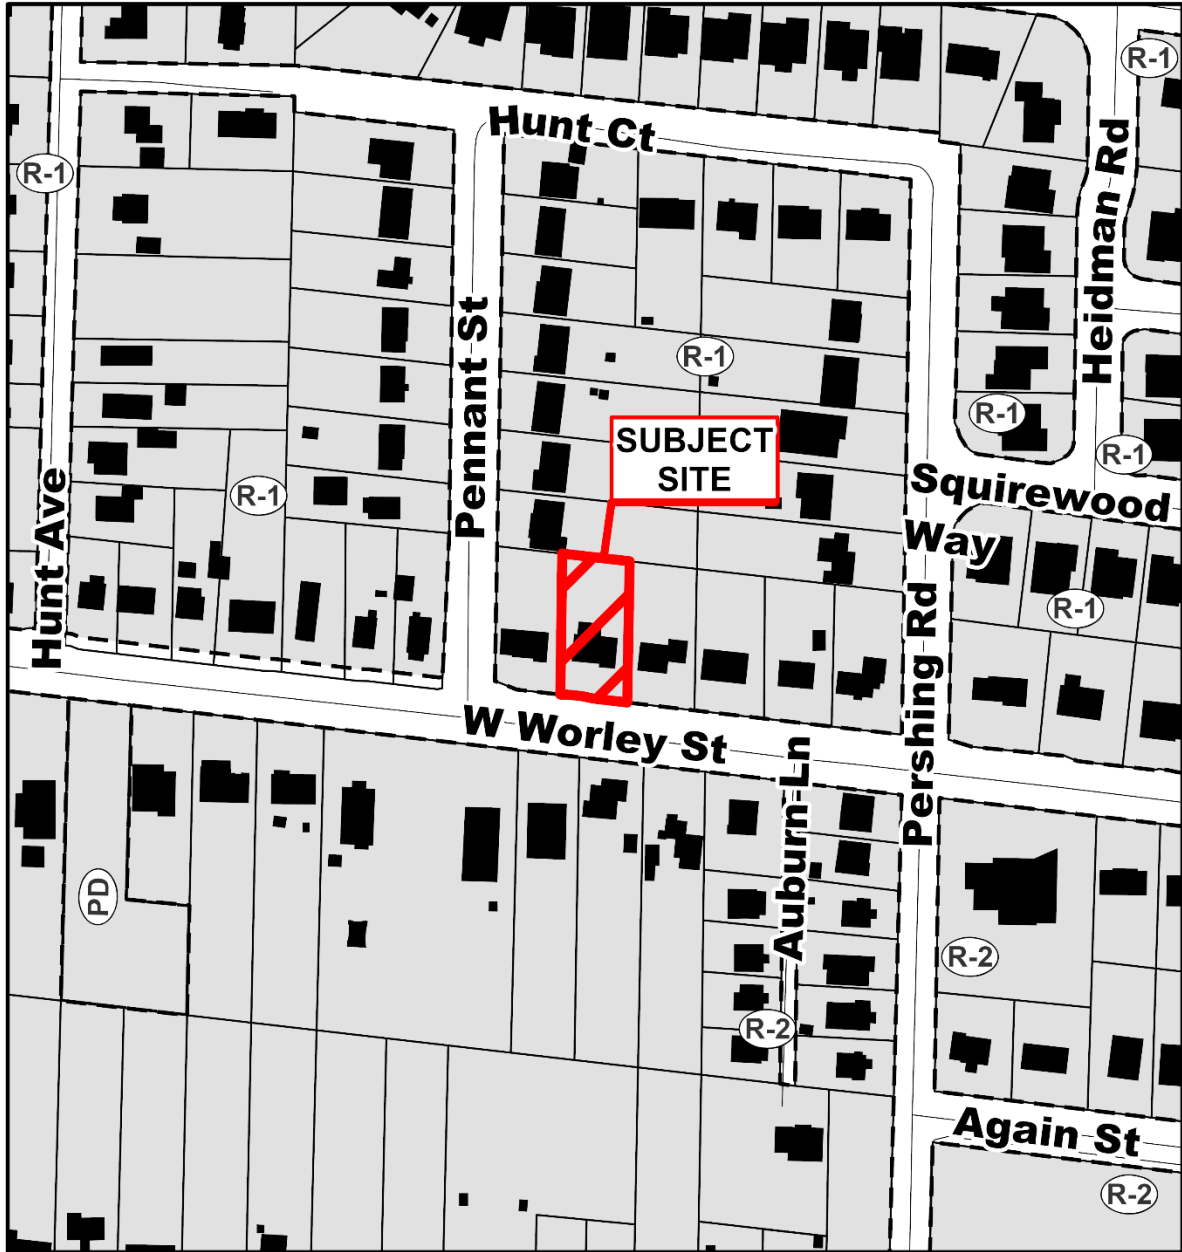 R-1
Hunt Ct
Heidman Rd
R-1
Pennant St
R-1
R-1
SUBJECT
SITE
R-1
Hunt Ave
R-1
Squirewood
Way
R-1
Pershing Rd
W Worley St
Auburn Ln
PD
R-2
R-2
Again St
R-2